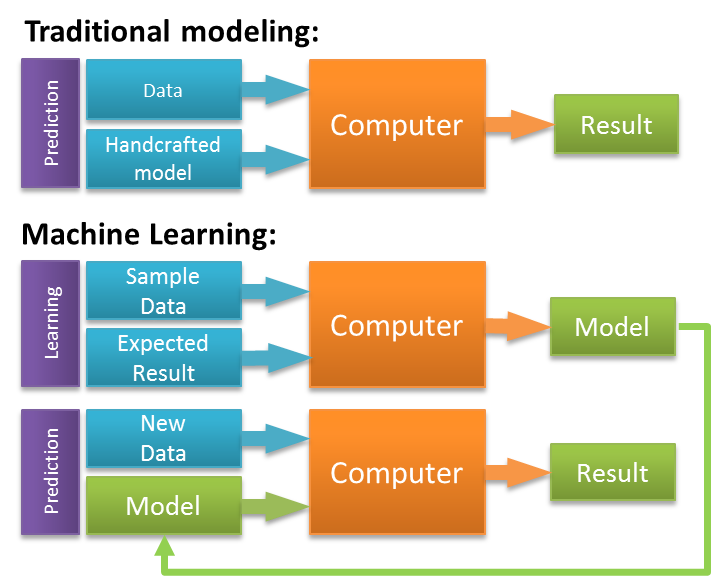 Traditional modeling:
Prediction
Data
Handcrafted
model
Computer
Result
Machine Learning:
Learning
Sample
Data
Expected
Result
Computer
Model
Prediction
New
Data
Model
Computer
Result